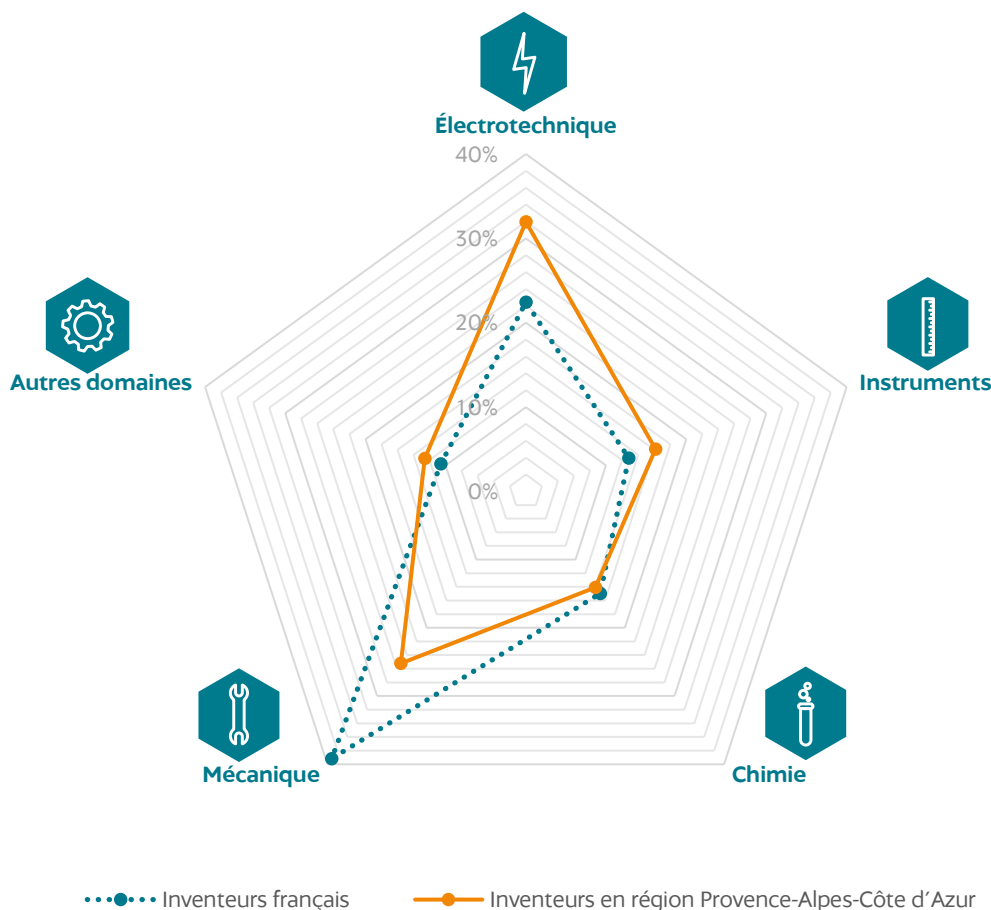 Électrotechnique
40%
30%
20%
10%
0%
Autres domaines
Instruments
Mécanique
Chimie
Inventeurs français
Inventeurs en région Provence-Alpes-Côte d'Azur